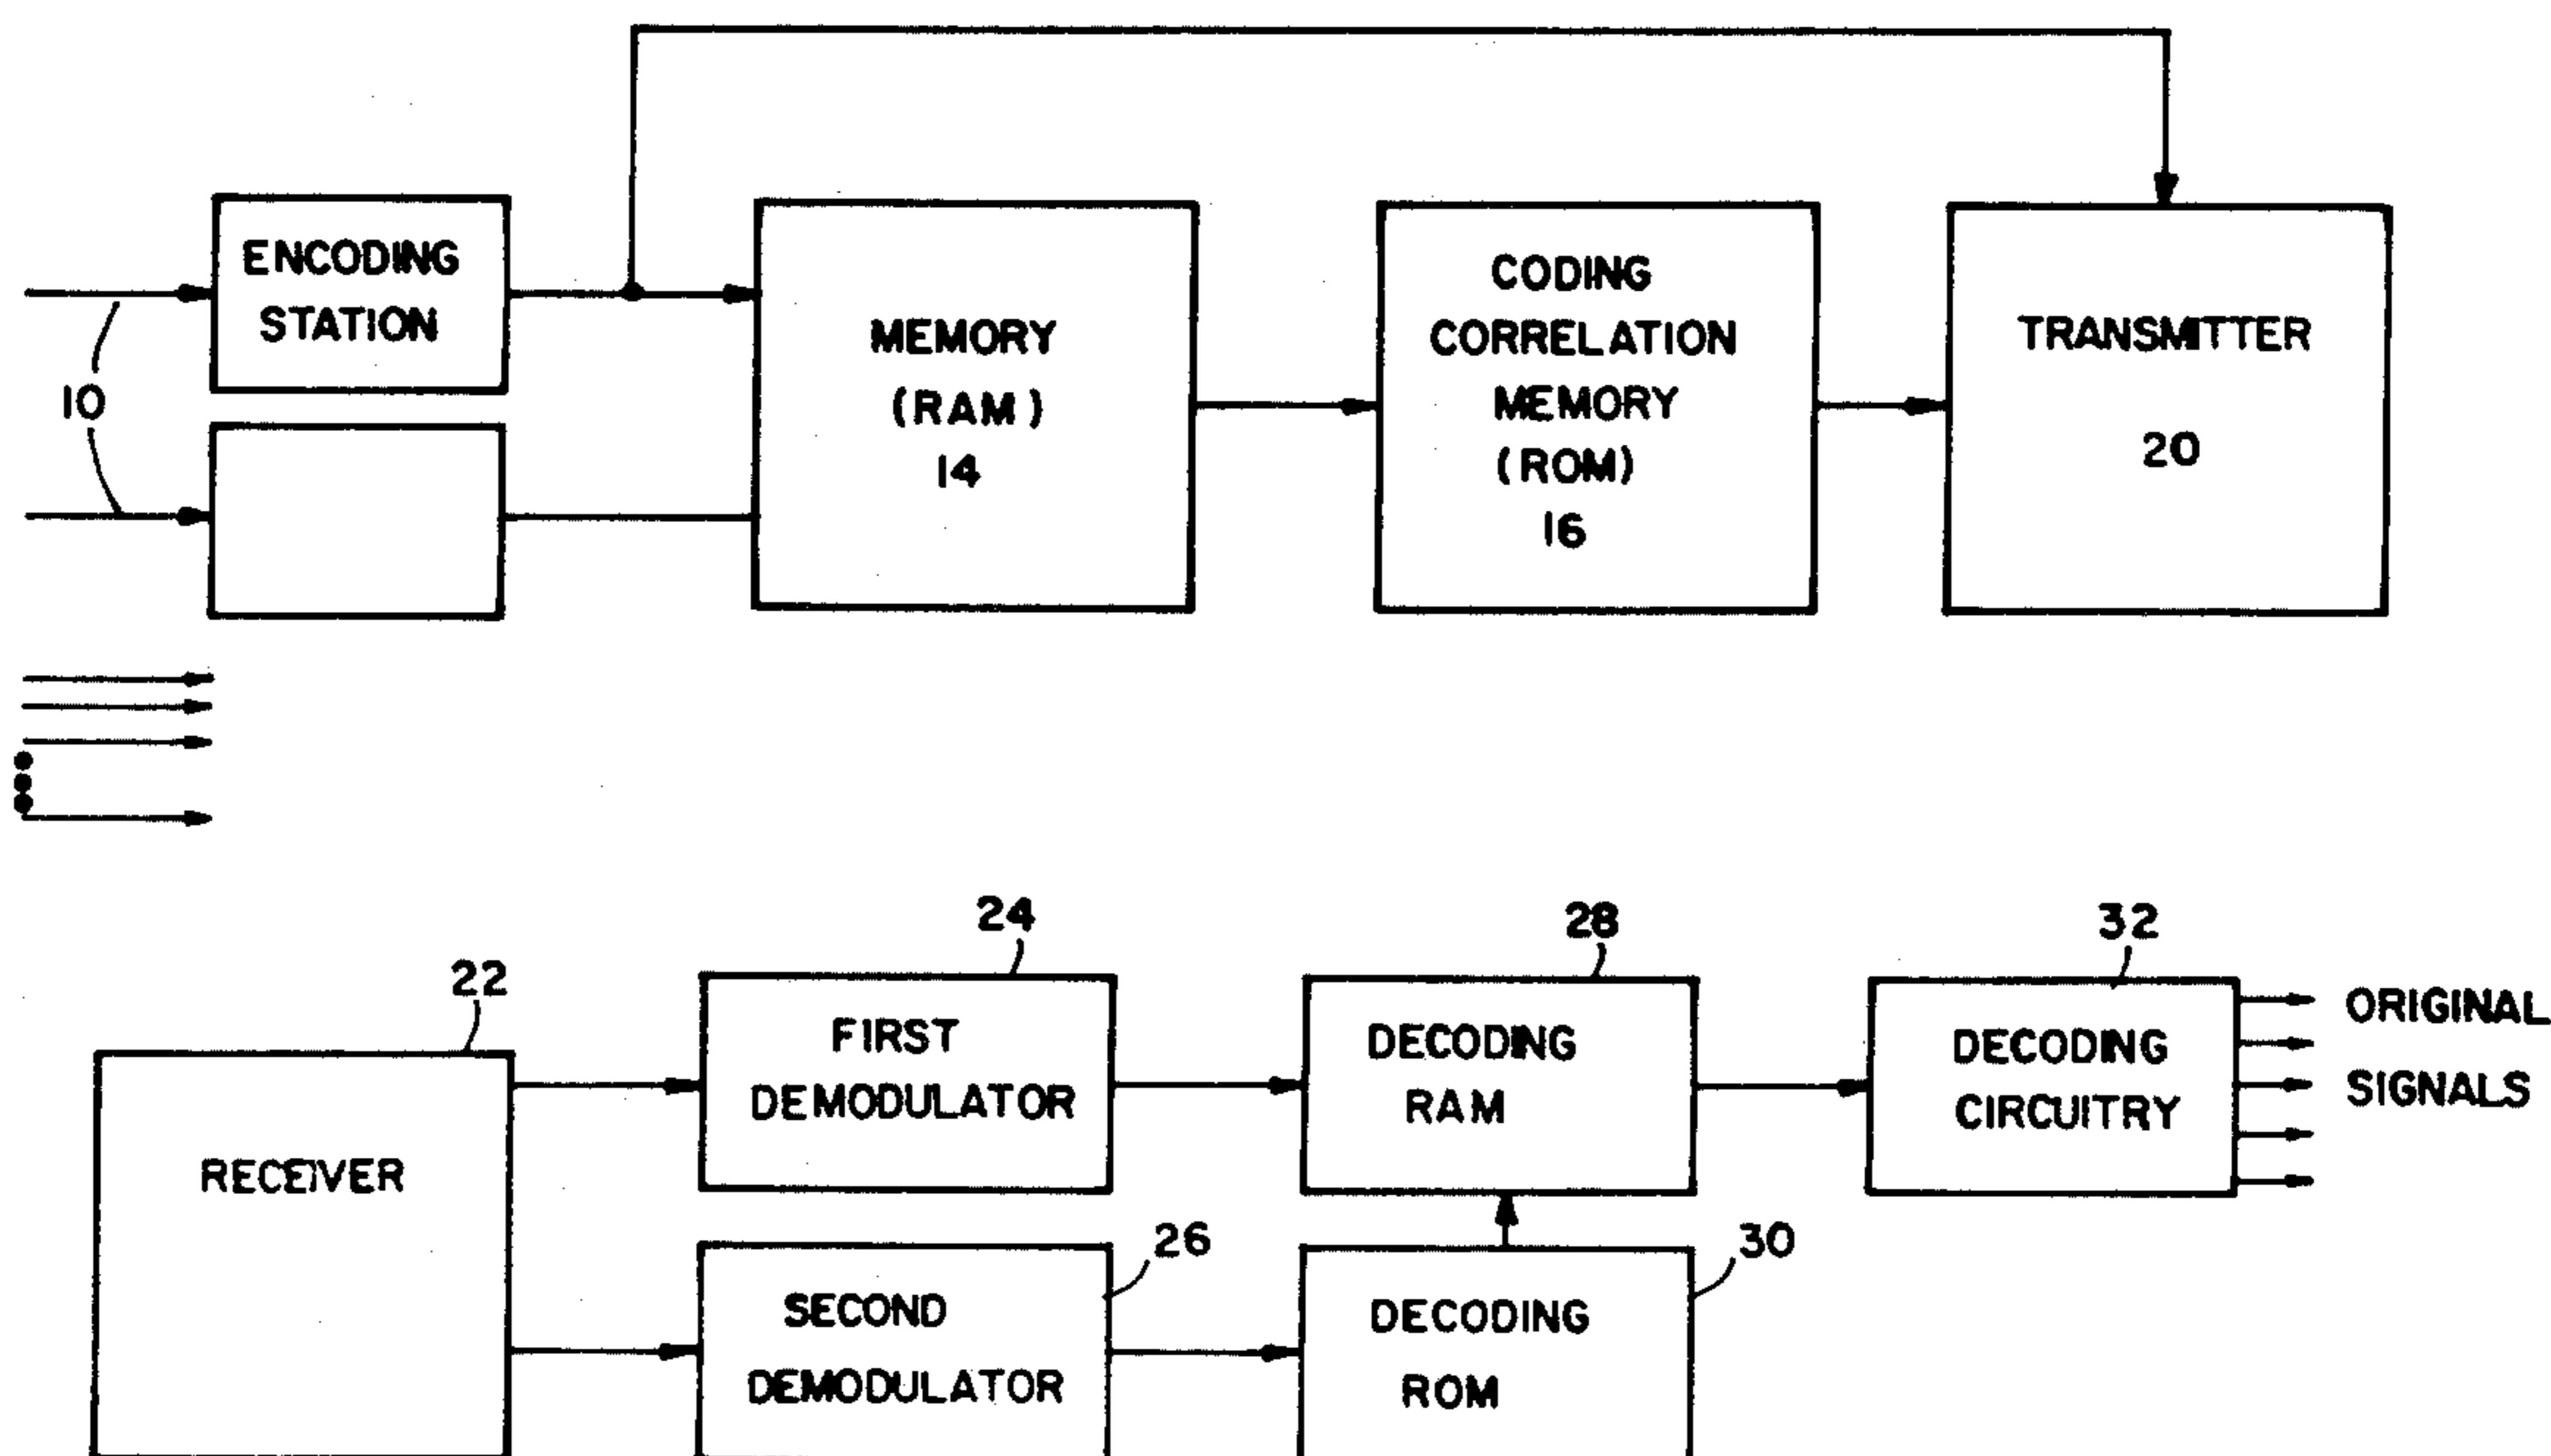 ENCODING
STATION
10
MEMORY
(RAM)
14
CODING
CORRELATION
MEMORY
(ROM)
16
TRANSMITTER
20
22
RECEIVER
24
FIRST
DEMODULATOR
26
SECOND
DEMODULATOR
28
DECODING
RAM
30
DECODING
ROM
32
DECODING
CIRCUITRY
ORIGINAL
SIGNALS